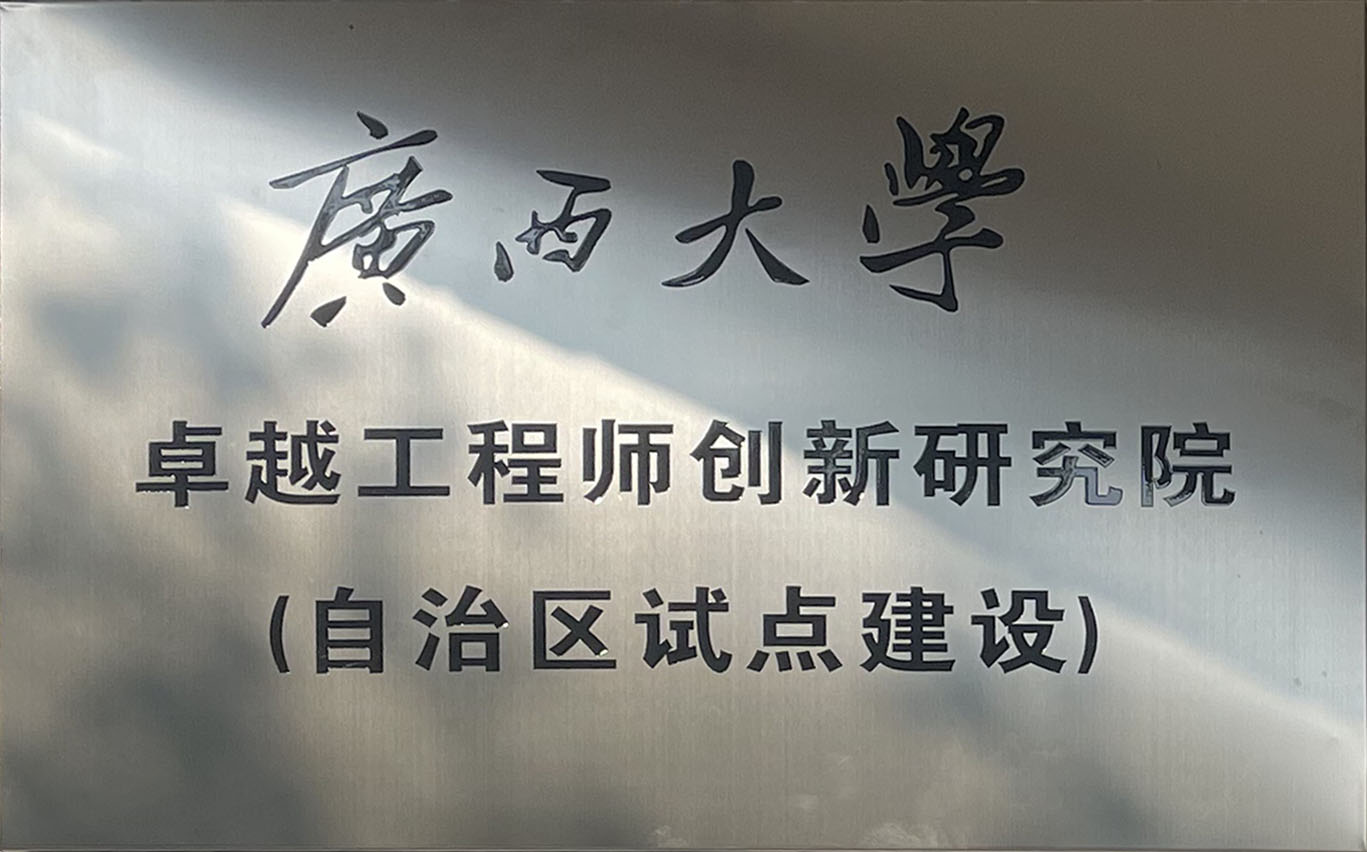 廣西大學
卓越工程师创新研究院
(自治区试点建设)